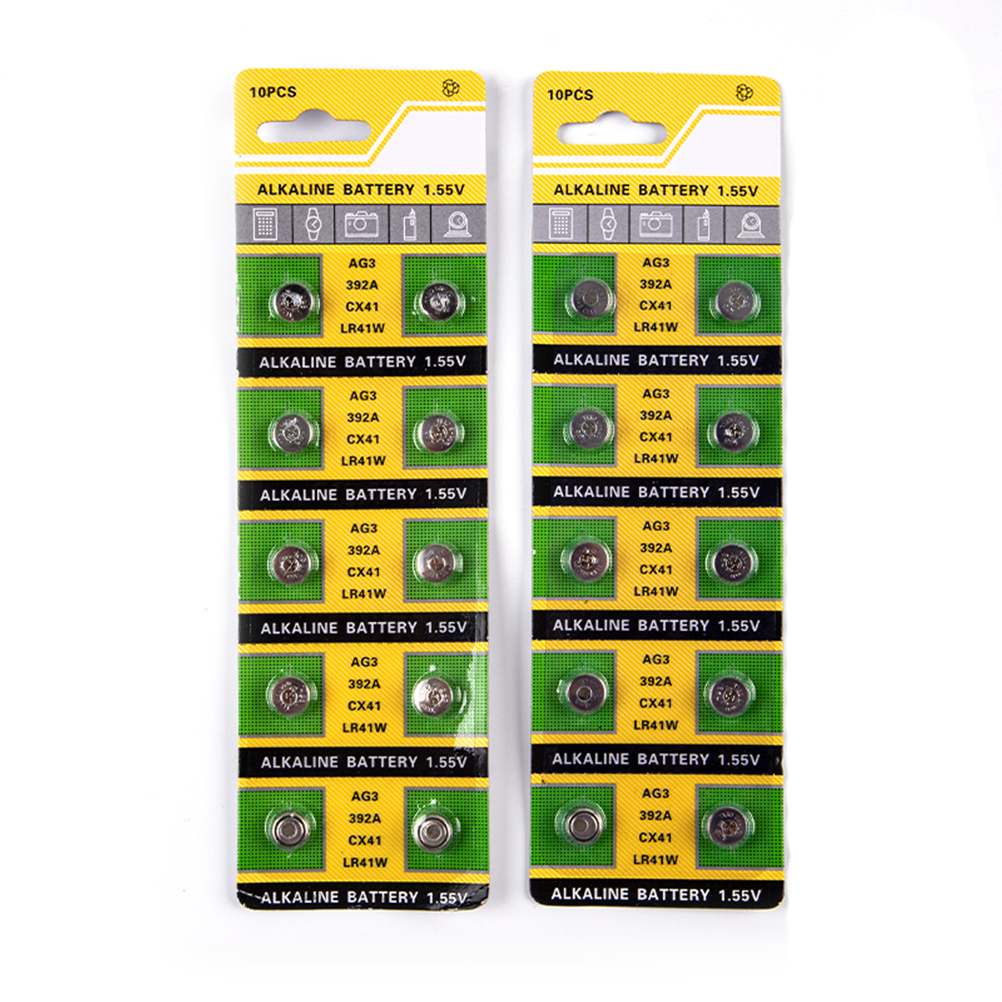 10PCS
ALKALINE BATTERY 1.55V
AG3
392A
CX41
LR41W
ALKALINE BATTERY 1.55V
AG3
392A
CX41
LR41W
ALKALINE BATTERY 1.55V
AG3
392A
CX41
LR41W
ALKALINE BATTERY 1.55V
AG3
392A
CX41
LR41W
ALKALINE BATTERY 1.55V
AG3
392A
CX41
LR41W
ALKALINE BATTERY 1.55V
10PCS
ALKALINE BATTERY 1.55V
AG3
392A
CX41
LR41W
ALKALINE BATTERY 1.55V
AG3
392A
CX41
LR41W
ALKALINE BATTERY 1.55V
AG3
392A
CX41
LR41W
ALKALINE BATTERY 1.55V
AG3
392A
CX41
LR41W
ALKALINE BATTERY 1.55V
AG3
392A
CX41
LR41W
ALKALINE BATTERY 1.55V